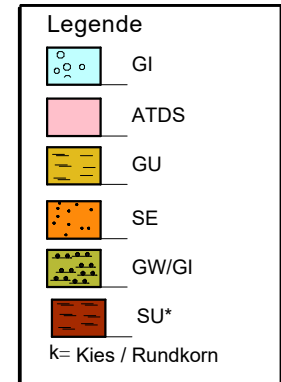 Legende
GI
ATDS
GU
SE
GW/GI
SU*
k= Kies / Rundkorn